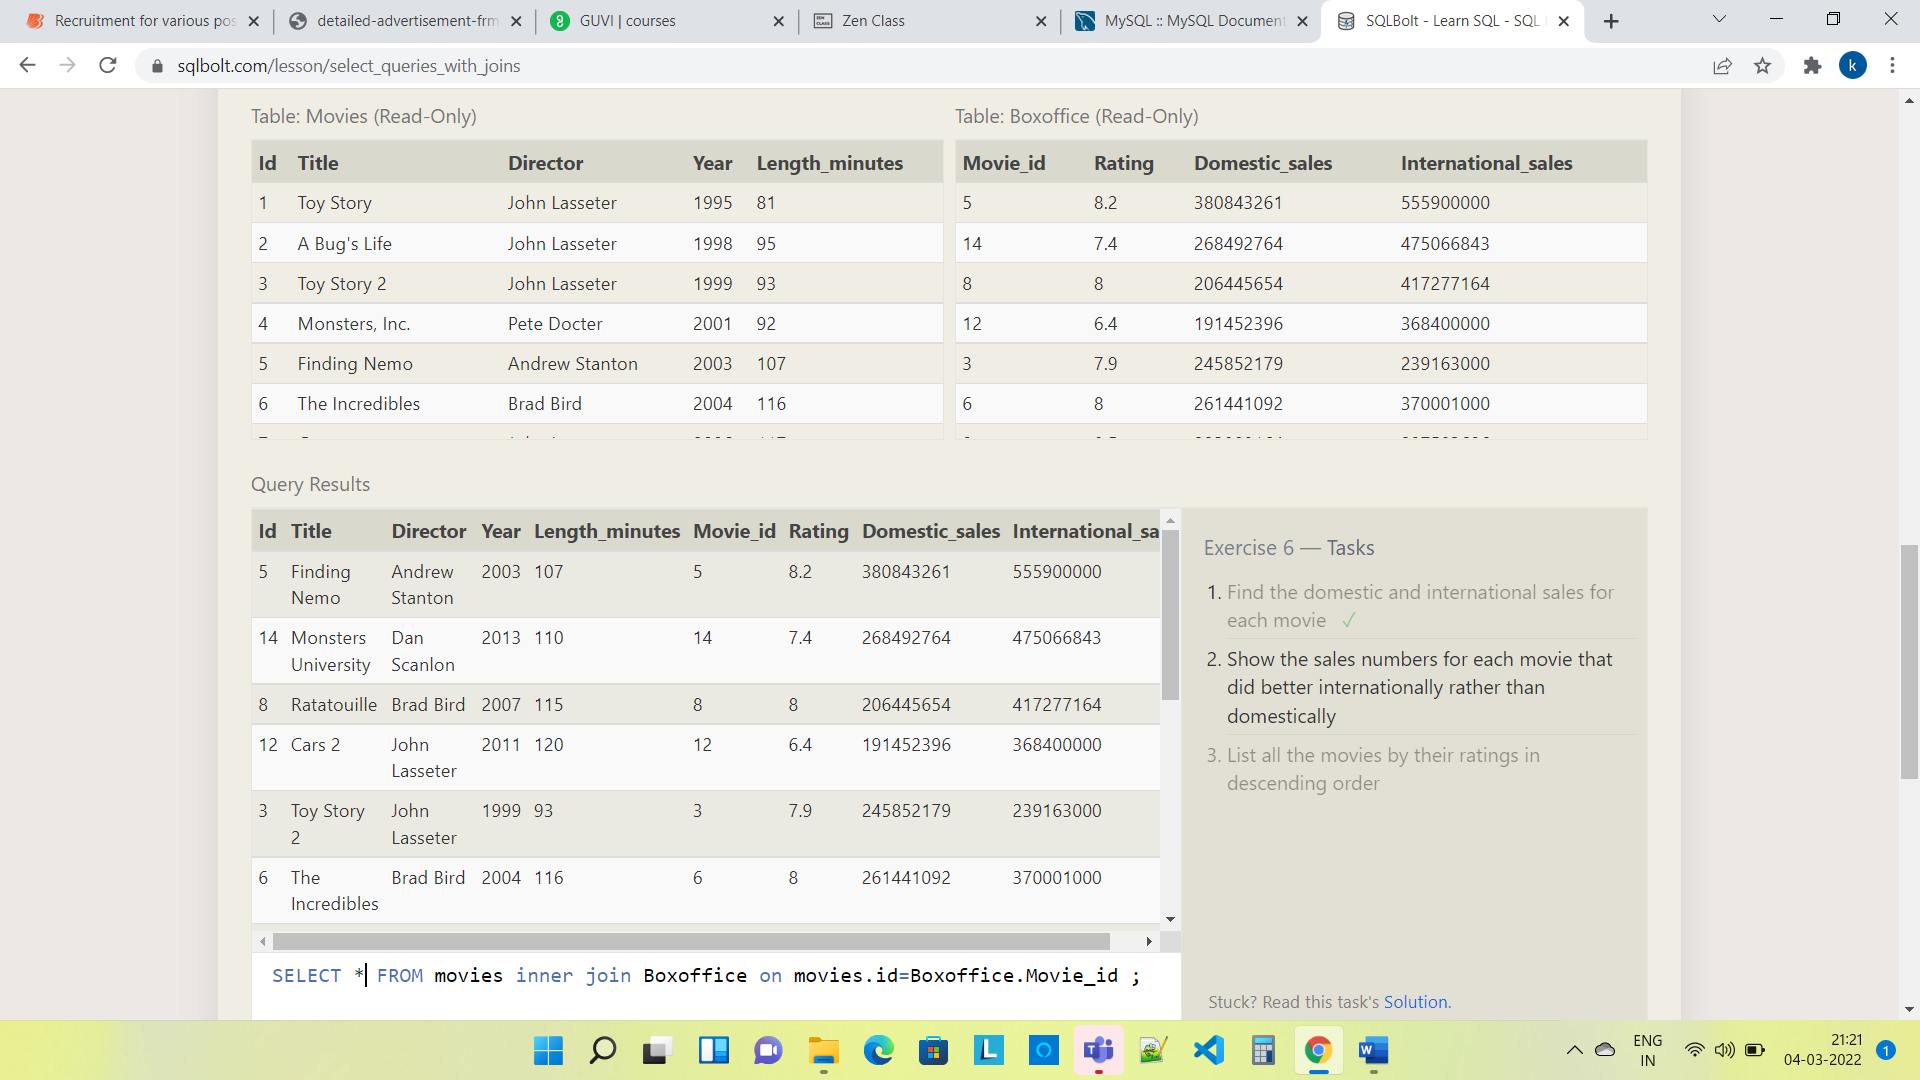 Recruitment for various pos
detailed-advertisement-frm
GUVI | courses
Zen Class
MySQL :: MySQL Document
SQLBolt - Learn SQL - SQL
sqlbolt.com/lesson/select_queries_with_joins
k
Table: Movies (Read-Only)
Id Title Director Year Length_minutes
1 Toy Story John Lasseter 1995 81
2 A Bug's Life John Lasseter 1998 95
3 Toy Story 2 John Lasseter 1999 93
4 Monsters, Inc. Pete Docter 2001 92
5 Finding Nemo Andrew Stanton 2003 107
6 The Incredibles Brad Bird 2004 116
Table: Boxoffice (Read-Only)
Movie_id Rating Domestic_sales International_sales
5 8.2 380843261 555900000
14 7.4 268492764 475066843
8 8 206445654 417277164
12 6.4 191452396 368400000
3 7.9 245852179 239163000
6 8 261441092 370001000
Query Results
Id Title Director Year Length_minutes Movie_id Rating Domestic_sales International_sa
5 Finding Andrew 2003 107 5 8.2 380843261 555900000
Nemo Stanton
14 Monsters Dan 2013 110 14 7.4 268492764 475066843
University Scanlon
8 Ratatouille Brad Bird 2007 115 8 8 206445654 417277164
12 Cars 2 John 2011 120 12 6.4 191452396 368400000
Lasseter
3 Toy Story John 1999 93 3 7.9 245852179 239163000
2 Lasseter
6 The Brad Bird 2004 116 6 8 261441092 370001000
Incredibles
SELECT * FROM movies inner join Boxoffice on movies.id=Boxoffice.Movie_id ;
Exercise 6 — Tasks
1. Find the domestic and international sales for
each movie ✓
2. Show the sales numbers for each movie that
did better internationally rather than
domestically
3. List all the movies by their ratings in
descending order
Stuck? Read this task's Solution.
ENG
IN
21:21
04-03-2022
1